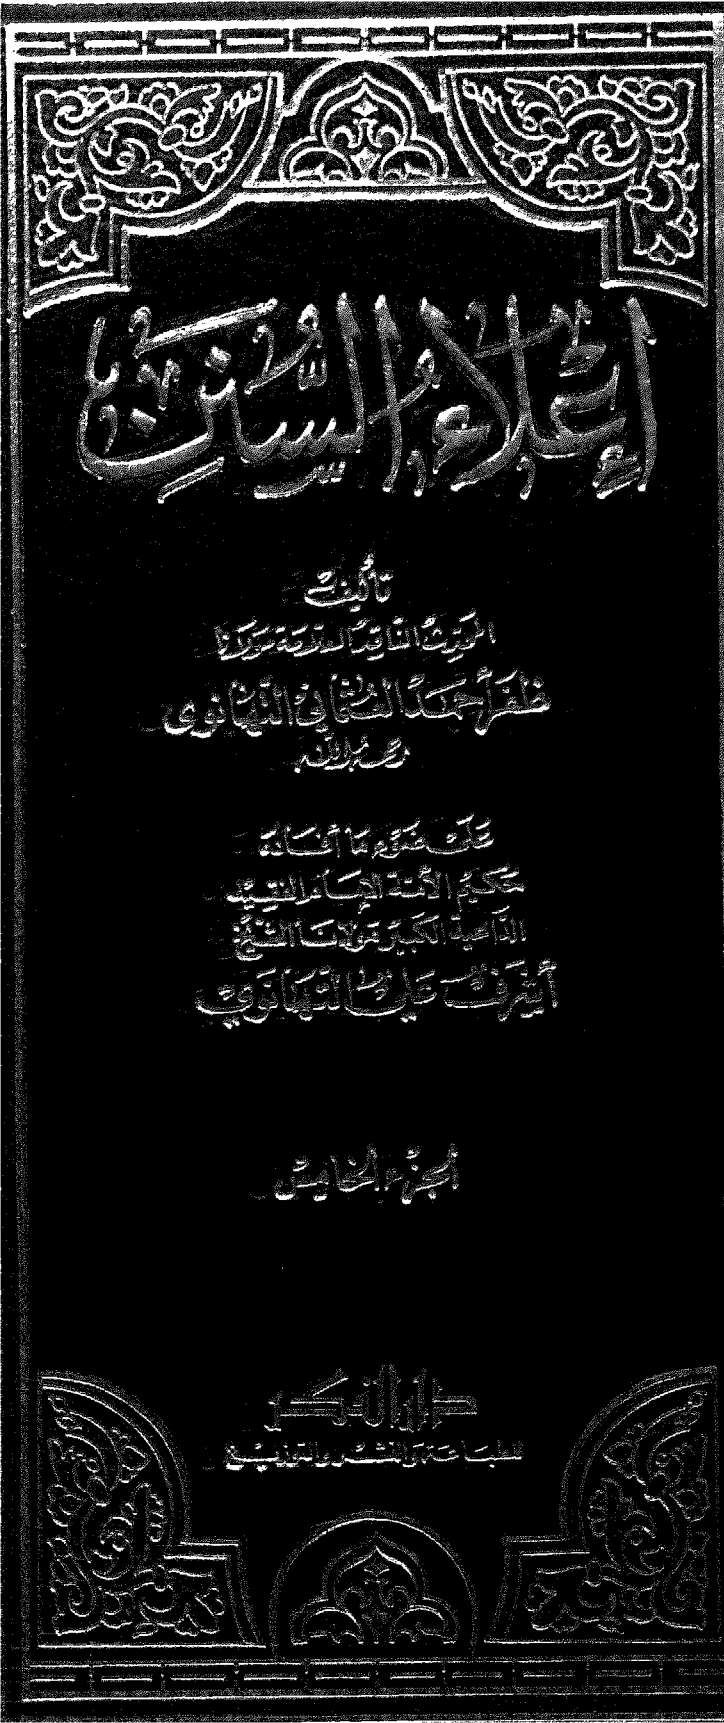 إعلاء السنن
تأليف
المحدث الناقد العلامة مولانا
ظفر أحمد العثماني التهانوي
رحمه الله
على ضوء ما أفاده
حكيم الأمة الإمام الفقيه
الداعية الكبير مولانا الشيخ
أشرف علي التهانوي
الجزء الخامس
دار الفكر
للطباعة والنشر والتوزيع